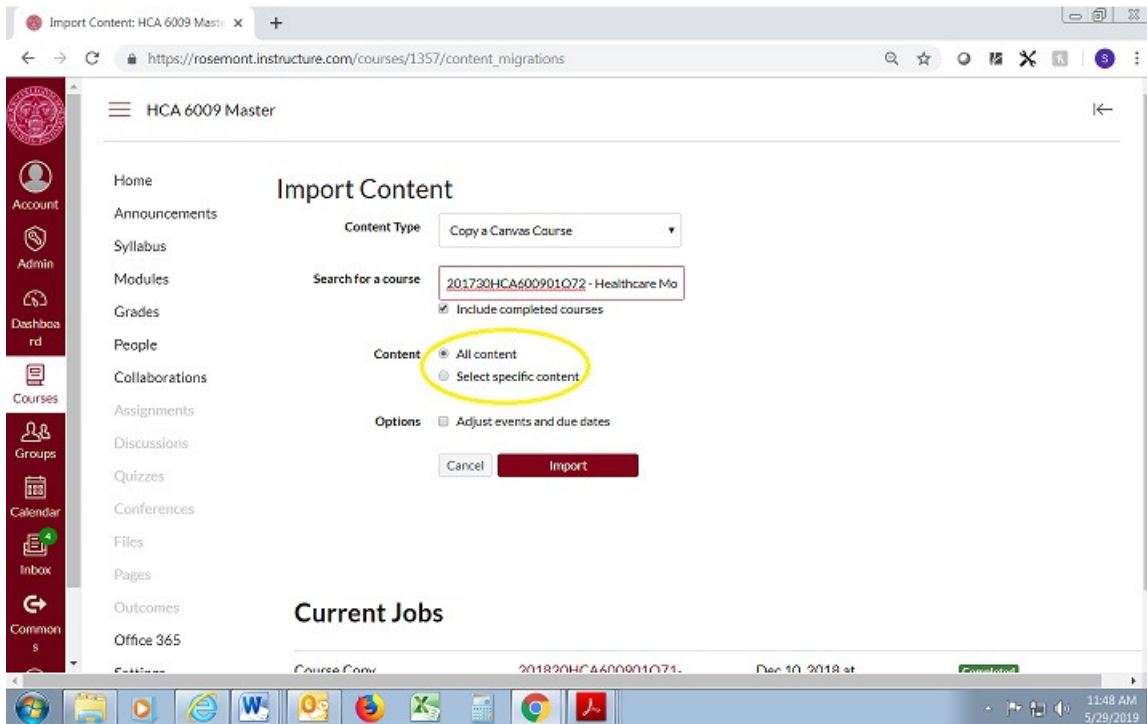 Import Content: HCA 6009 Maste
https://rosemont.instructure.com/courses/1357/content_migrations
S
HCA 6009 Master
Account
Admin
Dashboa
rd
Courses
Groups
Calendar
4
Inbox
Common
s
Home
Announcements
Syllabus
Modules
Grades
People
Collaborations
Assignments
Discussions
Quizzes
Conferences
Files
Pages
Outcomes
Office 365
Settings
Import Content
Content Type Copy a Canvas Course
Search for a course 201730HCA600901O72 - Healthcare Mo
Include completed courses
Content All content
Select specific content
Options Adjust events and due dates
Cancel Import
Current Jobs
Course Copy 201820HCA600901O71- Dec 10, 2018 at Completed
11:48 AM
5/29/2019